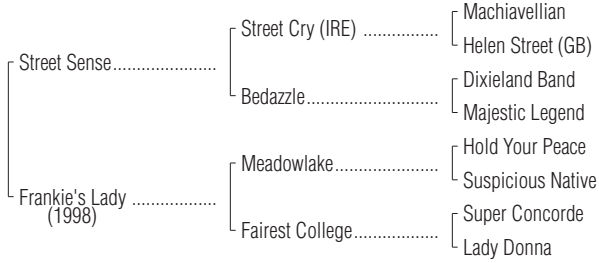 Machiavellian
Street Cry (IRE) .................
Helen Street (GB)
Street Sense.......................
Dixieland Band
Bedazzle.............................
Majestic Legend
Hold Your Peace
Meadowlake.......................
Suspicious Native
Frankie's Lady ..................
(1998)
Super Concorde
Fairest College...................
Lady Donna